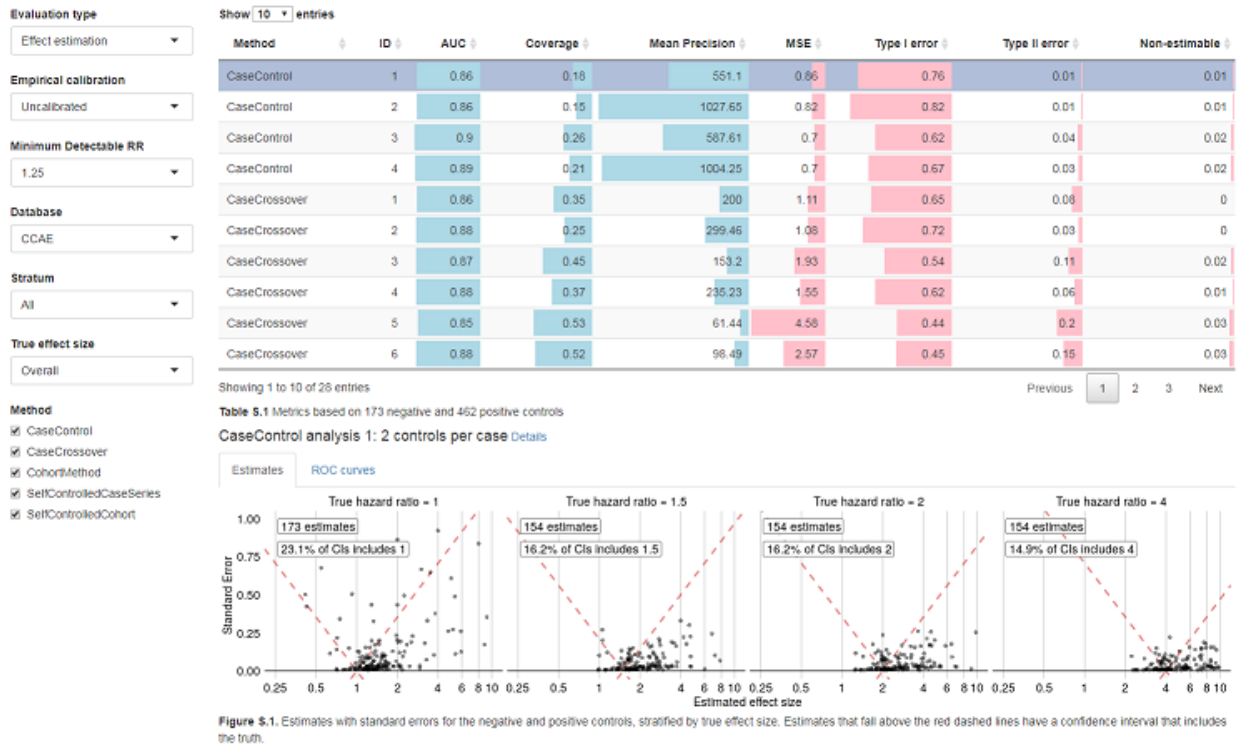 Evaluation type
Effect estimation
Empirical calibration
Uncalibrated
Minimum Detectable RR
1.25
Database
CCAE
Stratum
All
True effect size
Overall
Method
CaseControl
CaseCrossover
CohortMethod
SelfControlledCaseSeries
SelfControlledCohort
Show 10 entries
Method ID AUC Coverage Mean Precision MSE Type I error Type II error Non-estimable
CaseControl 1 0.86 0.18 551.1 0.86 0.76 0.01 0.01
CaseControl 2 0.86 0.15 1027.65 0.82 0.82 0.01 0.01
CaseControl 3 0.9 0.26 587.61 0.7 0.62 0.04 0.02
CaseControl 4 0.89 0.21 1004.25 0.7 0.67 0.03 0.02
CaseCrossover 1 0.86 0.35 200 1.11 0.65 0.08 0
CaseCrossover 2 0.88 0.25 299.46 1.08 0.72 0.03 0
CaseCrossover 3 0.87 0.45 153.2 1.93 0.54 0.11 0.02
CaseCrossover 4 0.88 0.37 235.23 1.55 0.62 0.06 0.01
CaseCrossover 5 0.85 0.53 61.44 4.58 0.44 0.2 0.03
CaseCrossover 6 0.88 0.52 98.49 2.57 0.45 0.15 0.03
Showing 1 to 10 of 28 entries
Previous 1 2 3 Next
Table S.1 Metrics based on 173 negative and 462 positive controls
CaseControl analysis 1: 2 controls per case Details
Estimates ROC curves
True hazard ratio = 1 True hazard ratio = 1.5 True hazard ratio = 2 True hazard ratio = 4
173 estimates 154 estimates 154 estimates 154 estimates
23.1% of CIs includes 1 16.2% of CIs includes 1.5 16.2% of CIs includes 2 14.9% of CIs includes 4
Standard Error
1.00
0.75
0.50
0.25
0.00
0.25 0.5 1 2 4 6 8 10 0.25 0.5 1 2 4 6 8 10 0.25 0.5 1 2 4 6 8 10 0.25 0.5 1 2 4 6 8 10
Estimated effect size
Figure S.1. Estimates with standard errors for the negative and positive controls, stratified by true effect size. Estimates that fall above the red dashed lines have a confidence interval that includes
the truth.